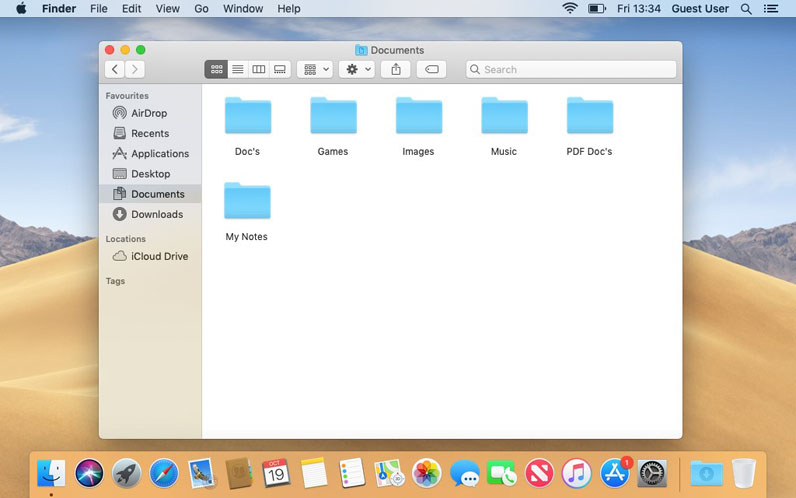 Finder File Edit View Go Window Help Fri 13:34 Guest User
Documents
Search
Favourites
AirDrop
Recents
Applications
Desktop
Documents
Downloads
Locations
iCloud Drive
Tags
Doc's Games Images Music PDF Doc's
My Notes
OCT
19
1